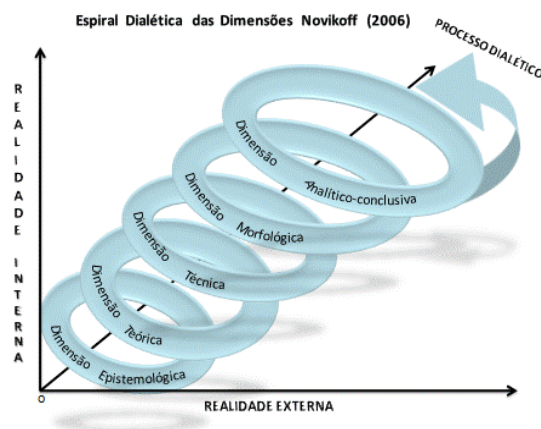 Espiral Dialética das Dimensões Novikoff (2006)
PROCESSO DIALÉTICO
REALIDADE INTERNA
Dimensão Analítico-conclusiva
Dimensão Morfológica
Dimensão Técnica
Dimensão Teórica
Dimensão Epistemológica
O
REALIDADE EXTERNA